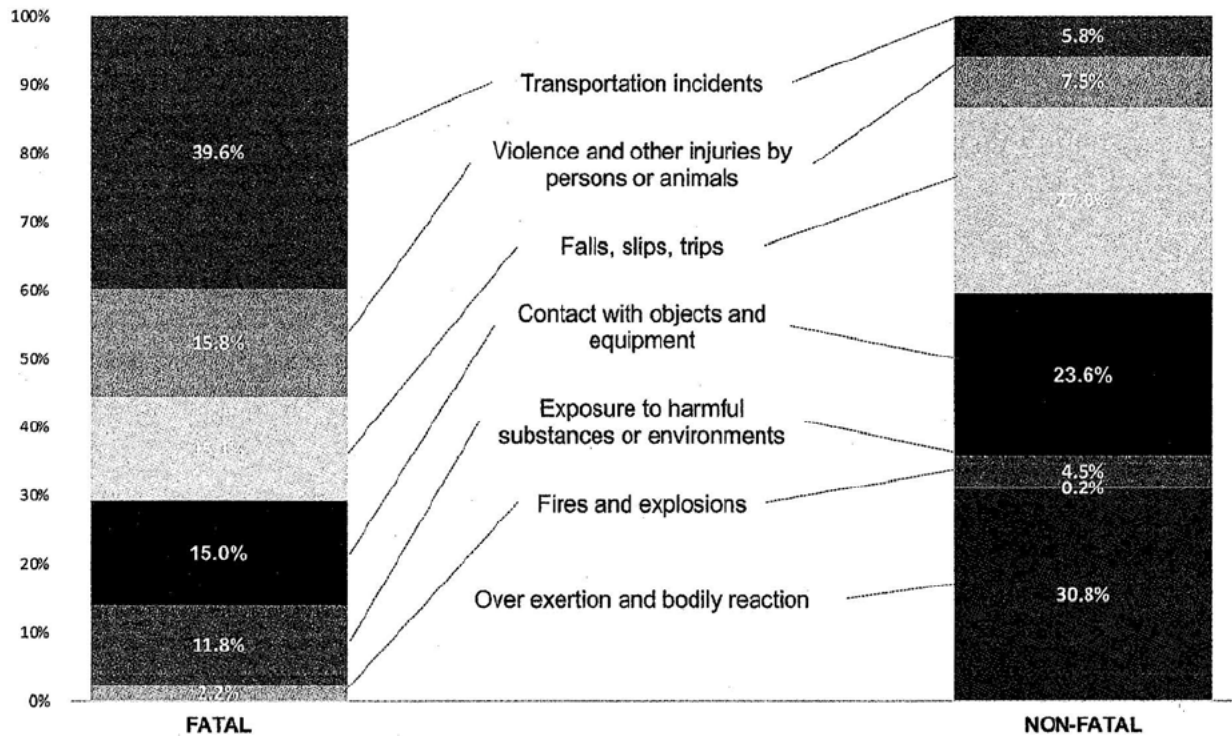 100%
90%
80%
70%
60%
50%
40%
30%
20%
10%
0%
39.6%
15.8%
15.0%
11.8%
2.2%
FATAL
Transportation incidents
Violence and other injuries by
persons or animals
Falls, slips, trips
Contact with objects and
equipment
Exposure to harmful
substances or environments
Fires and explosions
Over exertion and bodily reaction
5.8%
7.5%
23.6%
4.5%
0.2%
30.8%
NON-FATAL